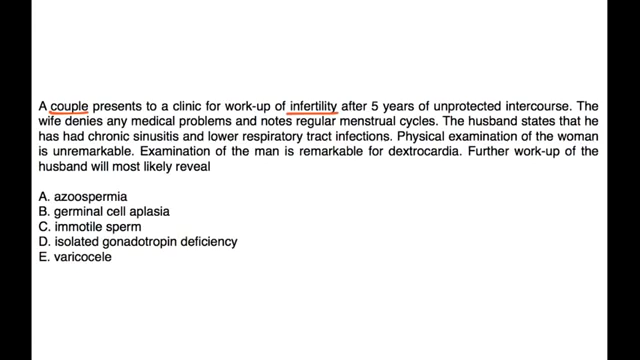 A couple presents to a clinic for work-up of infertility after 5 years of unprotected intercourse. The
wife denies any medical problems and notes regular menstrual cycles. The husband states that he
has had chronic sinusitis and lower respiratory tract infections. Physical examination of the woman
is unremarkable. Examination of the man is remarkable for dextrocardia. Further work-up of the
husband will most likely reveal
A. azoospermia
B. germinal cell aplasia
C. immotile sperm
D. isolated gonadotropin deficiency
E. varicocele